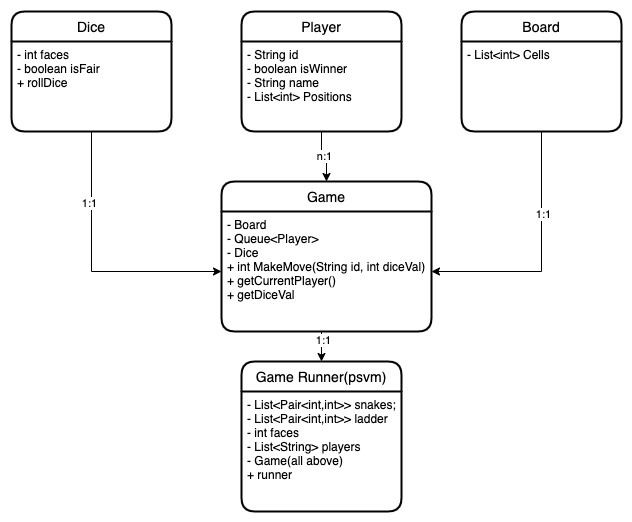 Dice
- int faces
- boolean isFair
+ rollDice
Player
- String id
- boolean isWinner
- String name
- List<int> Positions
Board
- List<int> Cells
n:1
1:1
1:1
Game
- Board
- Queue<Player>
- Dice
+ int MakeMove(String id, int diceVal)
+ getCurrentPlayer()
+ getDiceVal
1:1
Game Runner(psvm)
- List<Pair<int,int>> snakes;
- List<Pair<int,int>> ladder
- int faces
- List<String> players
- Game(all above)
+ runner